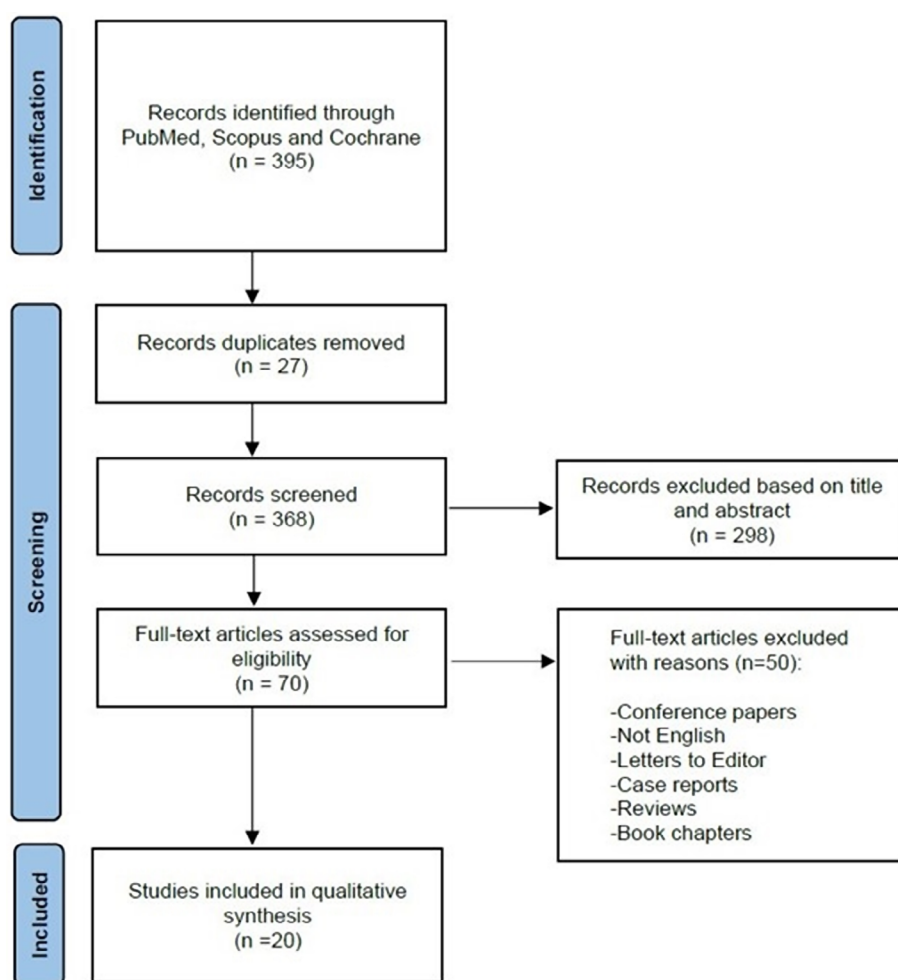 Identification
Records identified through
PubMed, Scopus and Cochrane
(n = 395)
Screening
Records duplicates removed
(n = 27)
Records screened
(n = 368)
Records excluded based on title
and abstract
(n = 298)
Full-text articles assessed for
eligibility
(n = 70)
Full-text articles excluded
with reasons (n=50):
-Conference papers
-Not English
-Letters to Editor
-Case reports
-Reviews
-Book chapters
Included
Studies included in qualitative
synthesis
(n =20)